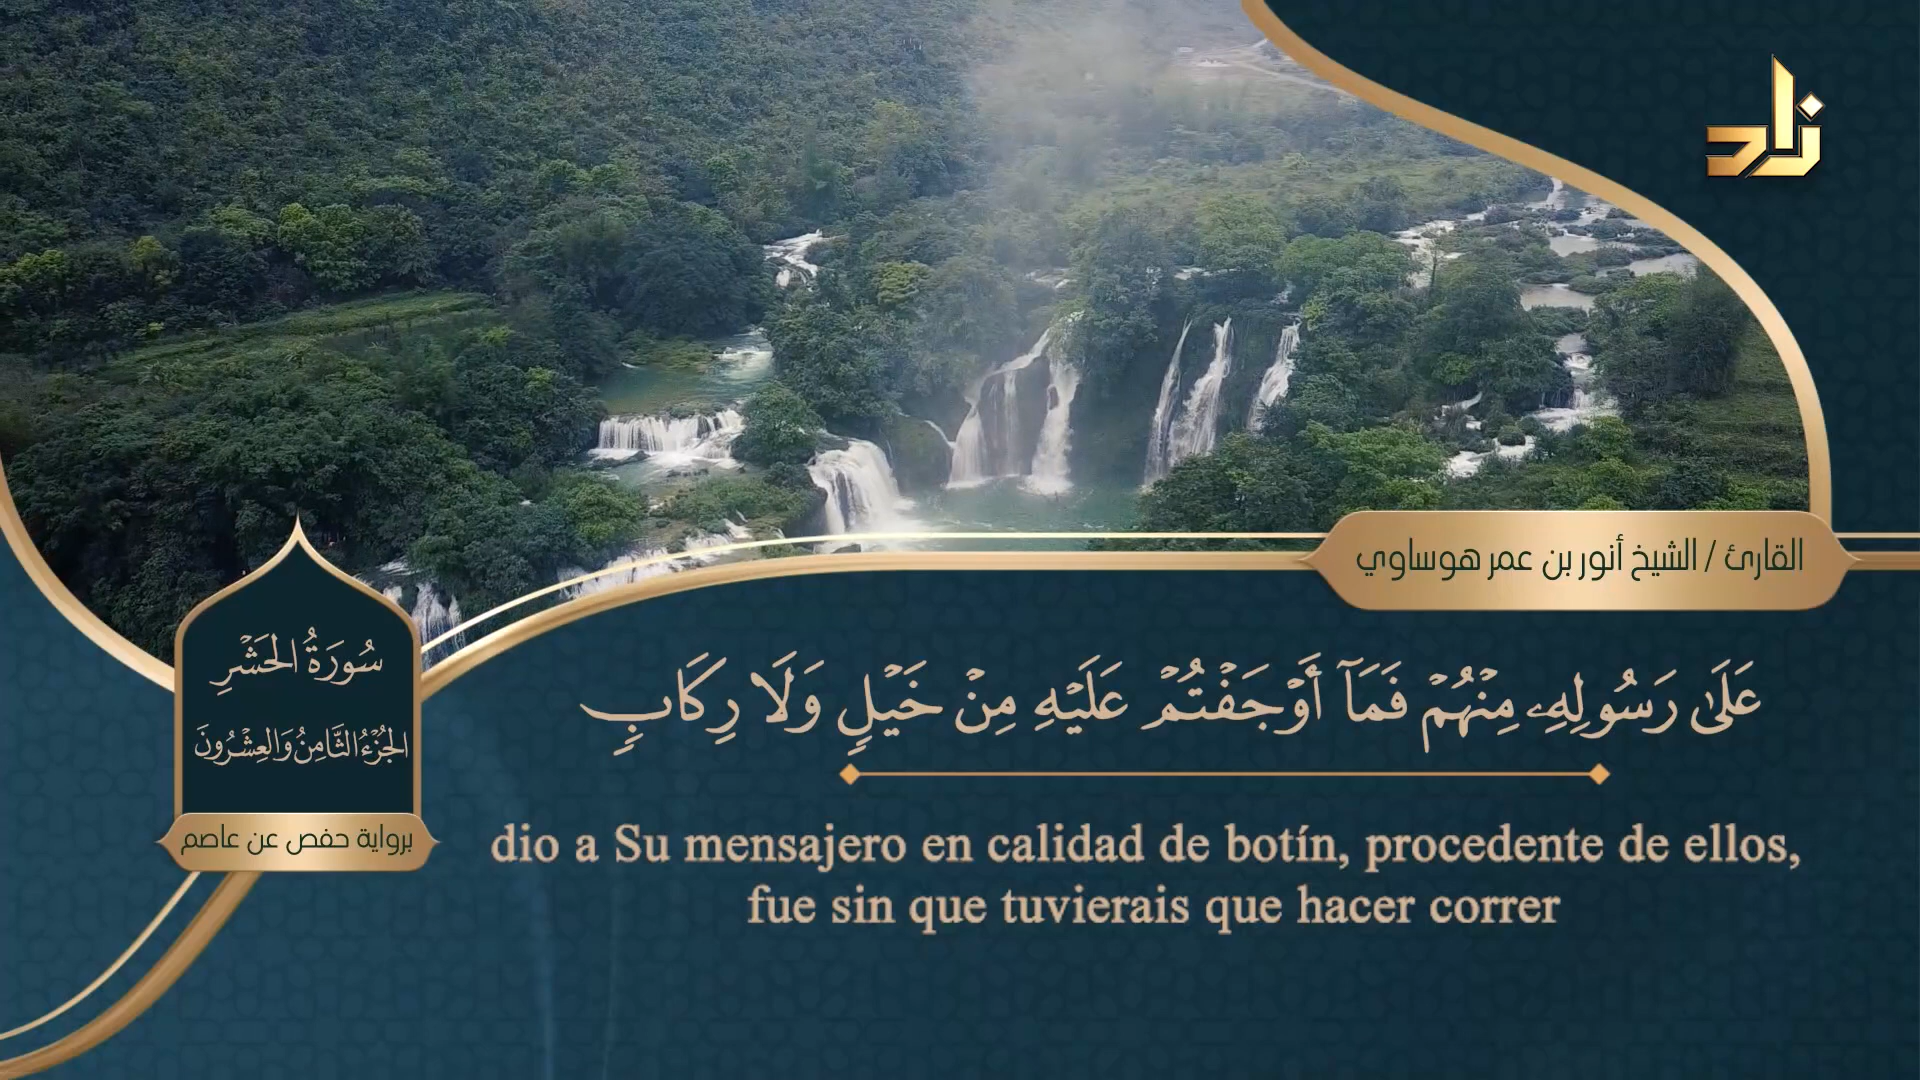 زاد
القارئ / الشيخ أنور بن عمر هوساوي
سُورَةُ الحَشْرِ
الجُزْءُ الثَّامِنُ وَالعِشْرُونَ
برواية حفص عن عاصم
عَلَىٰ رَسُولِهِۦ مِنْهُمْ فَمَآ أَوْجَفْتُمْ عَلَيْهِ مِنْ خَيْلٍ وَلَا رِكَابٍ
dio a Su mensajero en calidad de botín, procedente de ellos,
fue sin que tuvierais que hacer correr